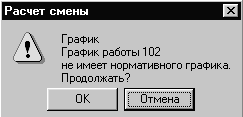 Расчет смены
График
График работы 102
не имеет нормативного графика.
Продолжать?
OK
Отмена